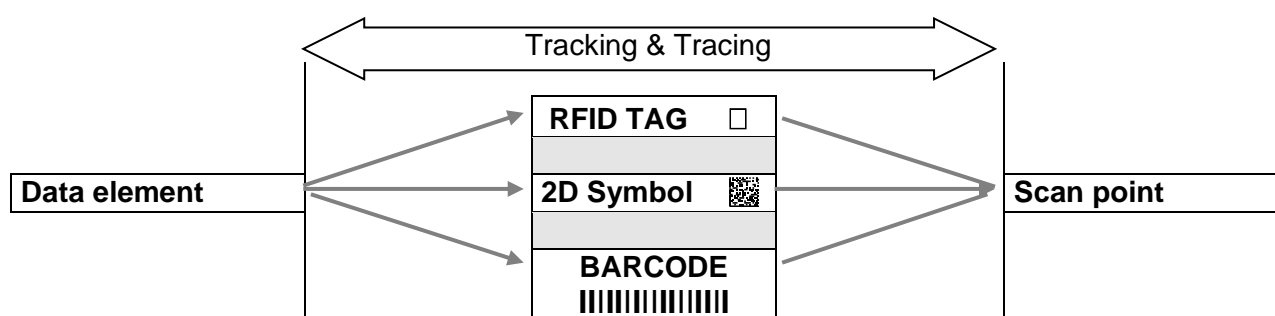 Tracking & Tracing
RFID TAG
Data element
2D Symbol
Scan point
BARCODE